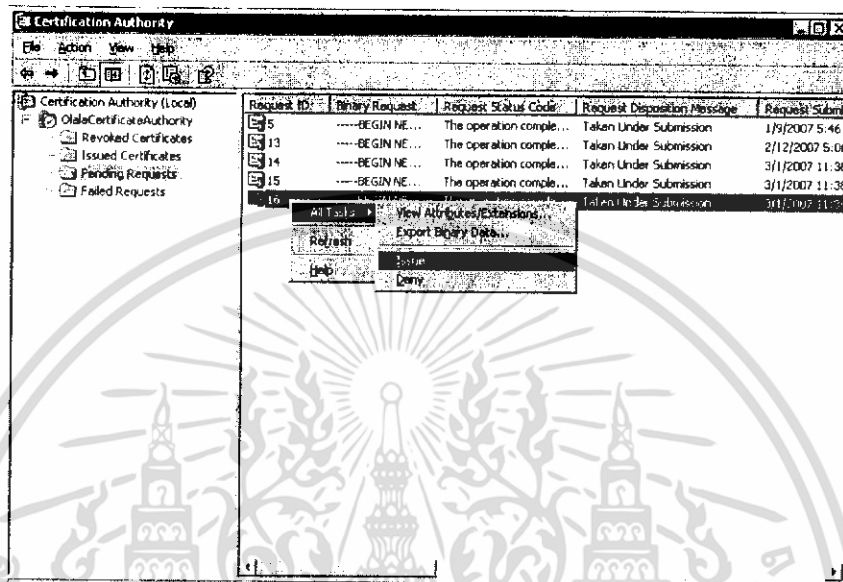 Certification Authority
File Action View Help
Certification Authority (Local)
OlalaCertificateAuthority
Revoked Certificates
Issued Certificates
Pending Requests
Failed Requests
Request ID Binary Request Request Status Code Request Disposition Message Request Submi
5 -----BEGIN NE... The operation comple... Taken Under Submission 1/9/2007 5:46
13 -----BEGIN NE... The operation comple... Taken Under Submission 2/12/2007 5:06
14 -----BEGIN NE... The operation comple... Taken Under Submission 3/1/2007 11:38
15 -----BEGIN NE... The operation comple... Taken Under Submission 3/1/2007 11:38
16 Taken Under Submission
All Tasks
Refresh
Help
View Attributes/Extensions...
Export Binary Data...
Issue
Deny